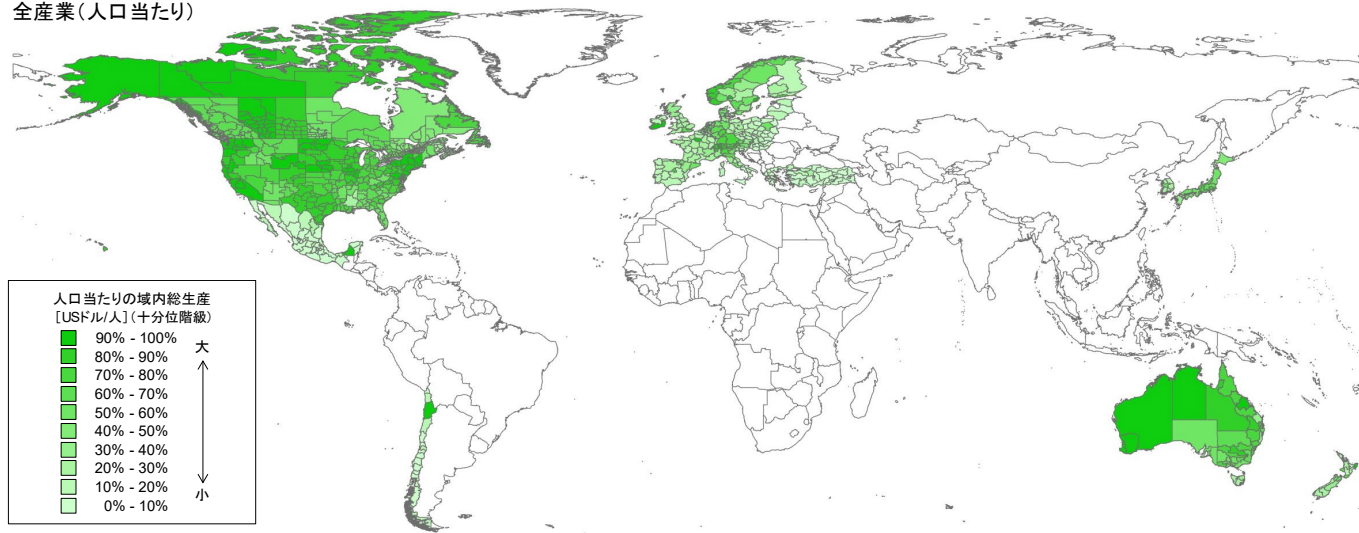 全産業(人口当たり)
人口当たりの域内総生産
[USドル/人](十分位階級)
90% - 100%
大
80% - 90%
70% - 80%
60% - 70%
50% - 60%
40% - 50%
30% - 40%
20% - 30%
10% - 20%
小
0% - 10%